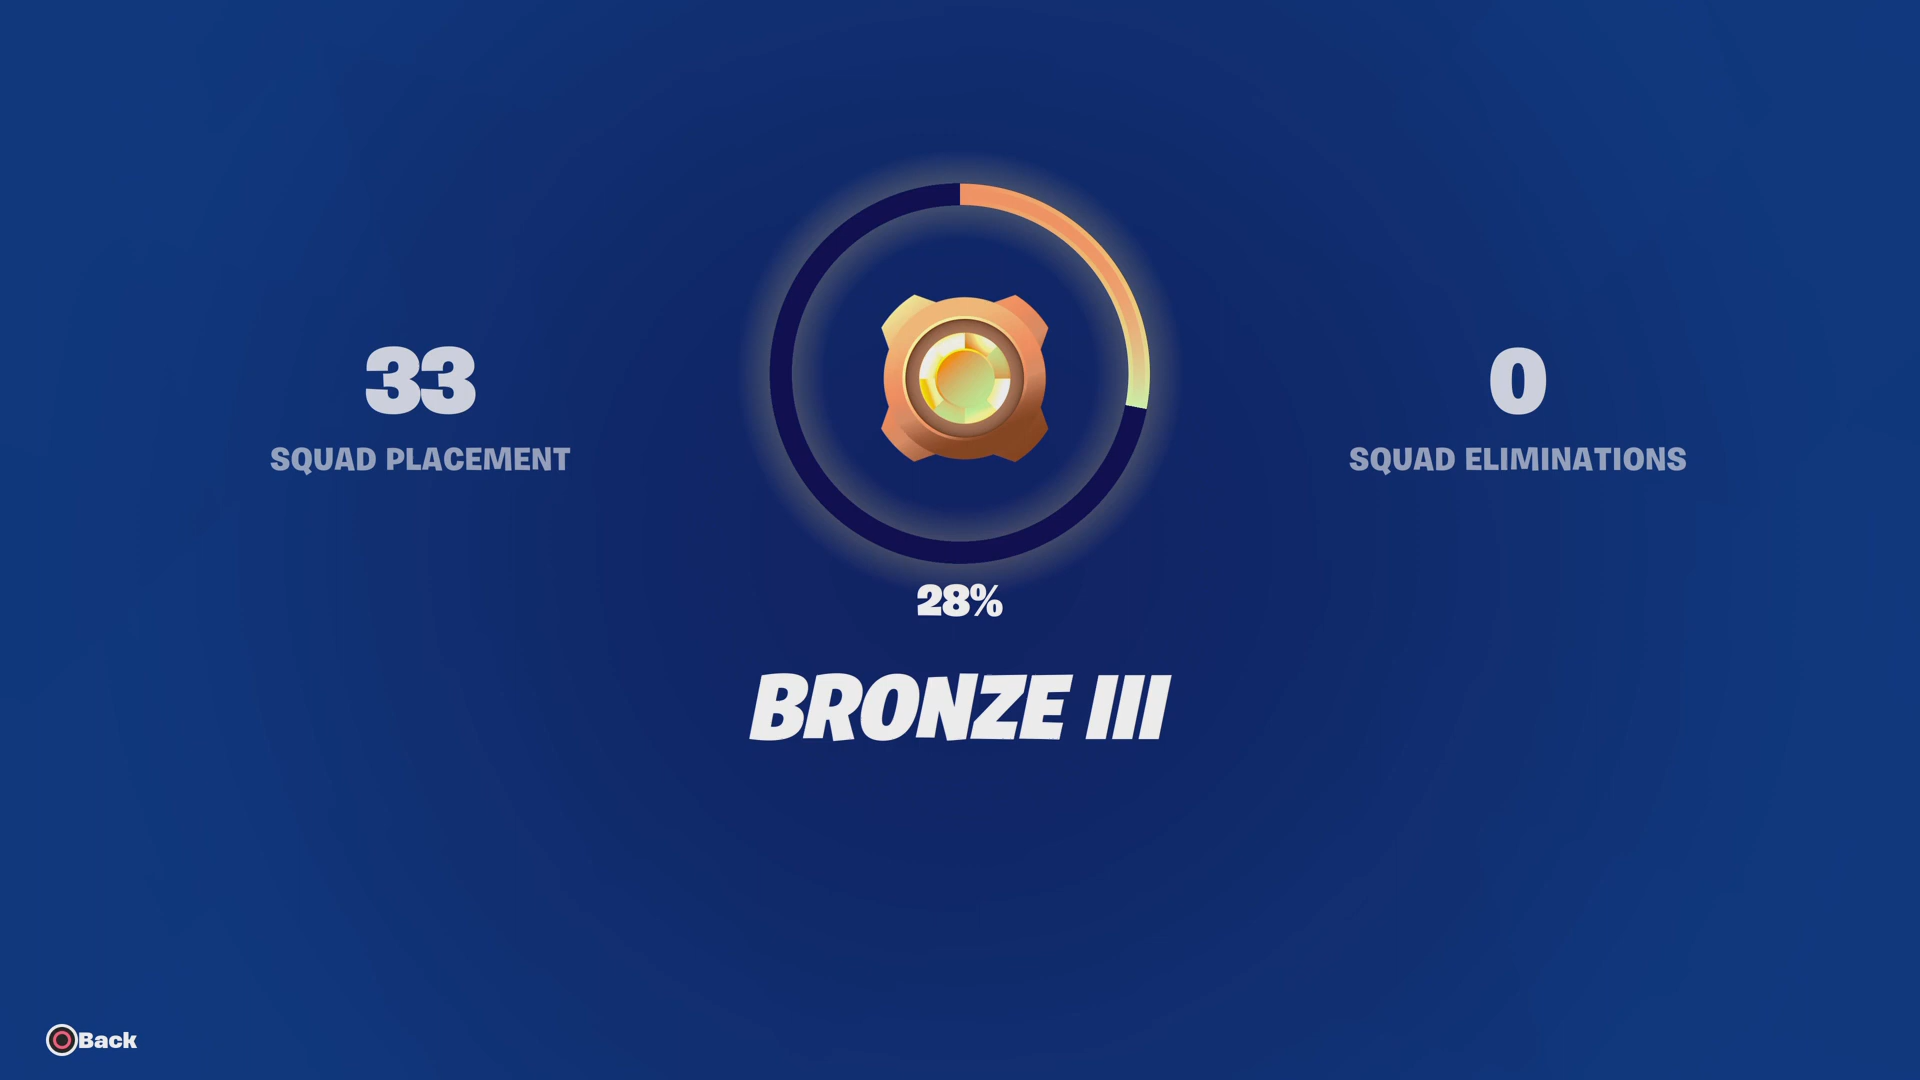 33
SQUAD PLACEMENT
0
SQUAD ELIMINATIONS
28%
BRONZE III
Back